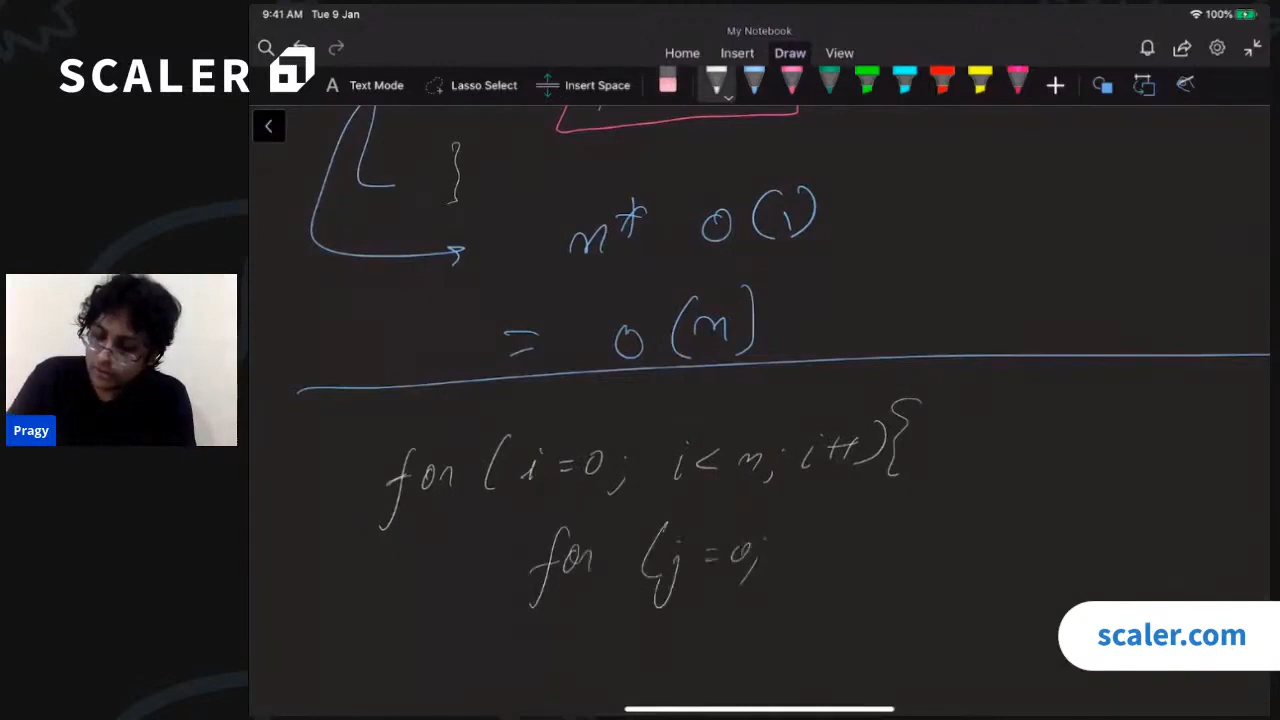 9:41 AM Tue 9 Jan
100%
My Notebook
Home Insert Draw View
SCALER
A Text Mode Lasso Select Insert Space
}
n* O(1)
= O(n)
for (i=0; i<n; i++){
for (j=0;
Pragy
scaler.com